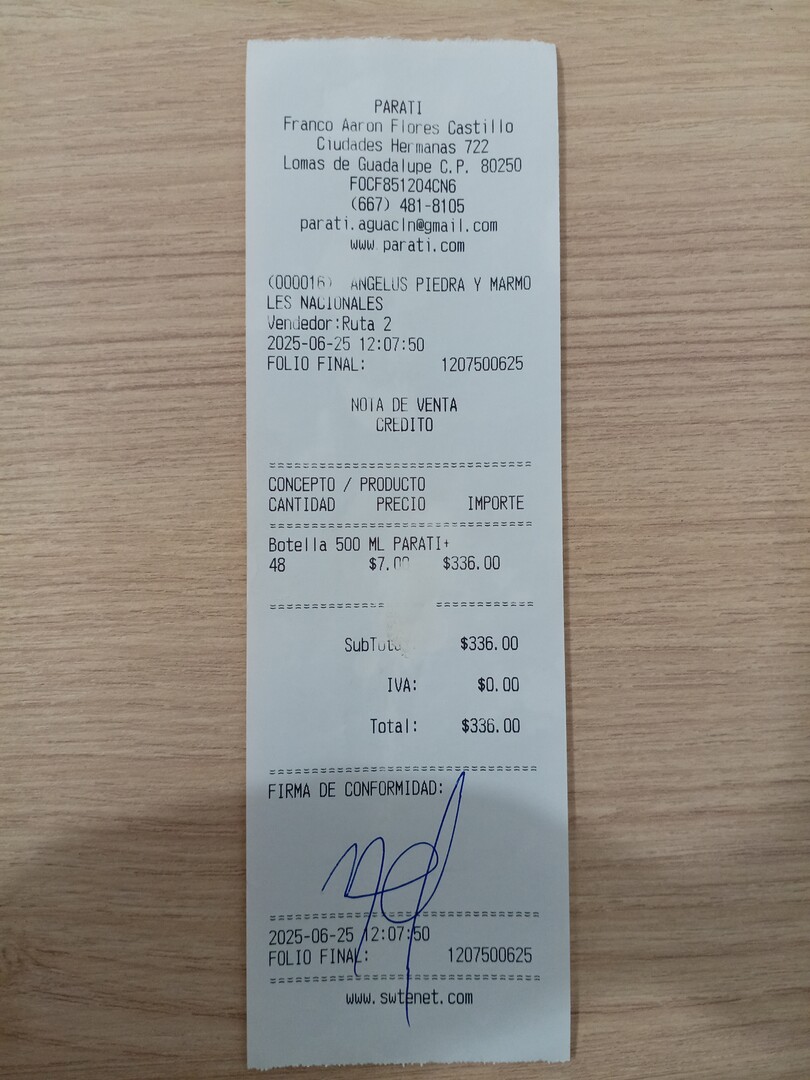 PARATI
Franco Aaron Flores Castillo
Ciudades Hermanas 722
Lomas de Guadalupe C.P. 80250
FOCF851204CN6
(667) 481-8105
parati.aguacln@gmail.com
www.parati.com
(000016) ANGELUS PIEDRA Y MARMO
LES NACIONALES
Vendedor:Ruta 2
2025-06-25 12:07:50
FOLIO FINAL: 1207500625
NOTA DE VENTA
CREDITO
===============================
CONCEPTO / PRODUCTO
CANTIDAD PRECIO IMPORTE
===============================
Botella 500 ML PARATI+
48 $7.00 $336.00
===============================
SubTotal: $336.00
IVA: $0.00
Total: $336.00
===============================
FIRMA DE CONFORMIDAD:
===============================
2025-06-25 12:07:50
FOLIO FINAL: 1207500625
===============================
www.swtenet.com